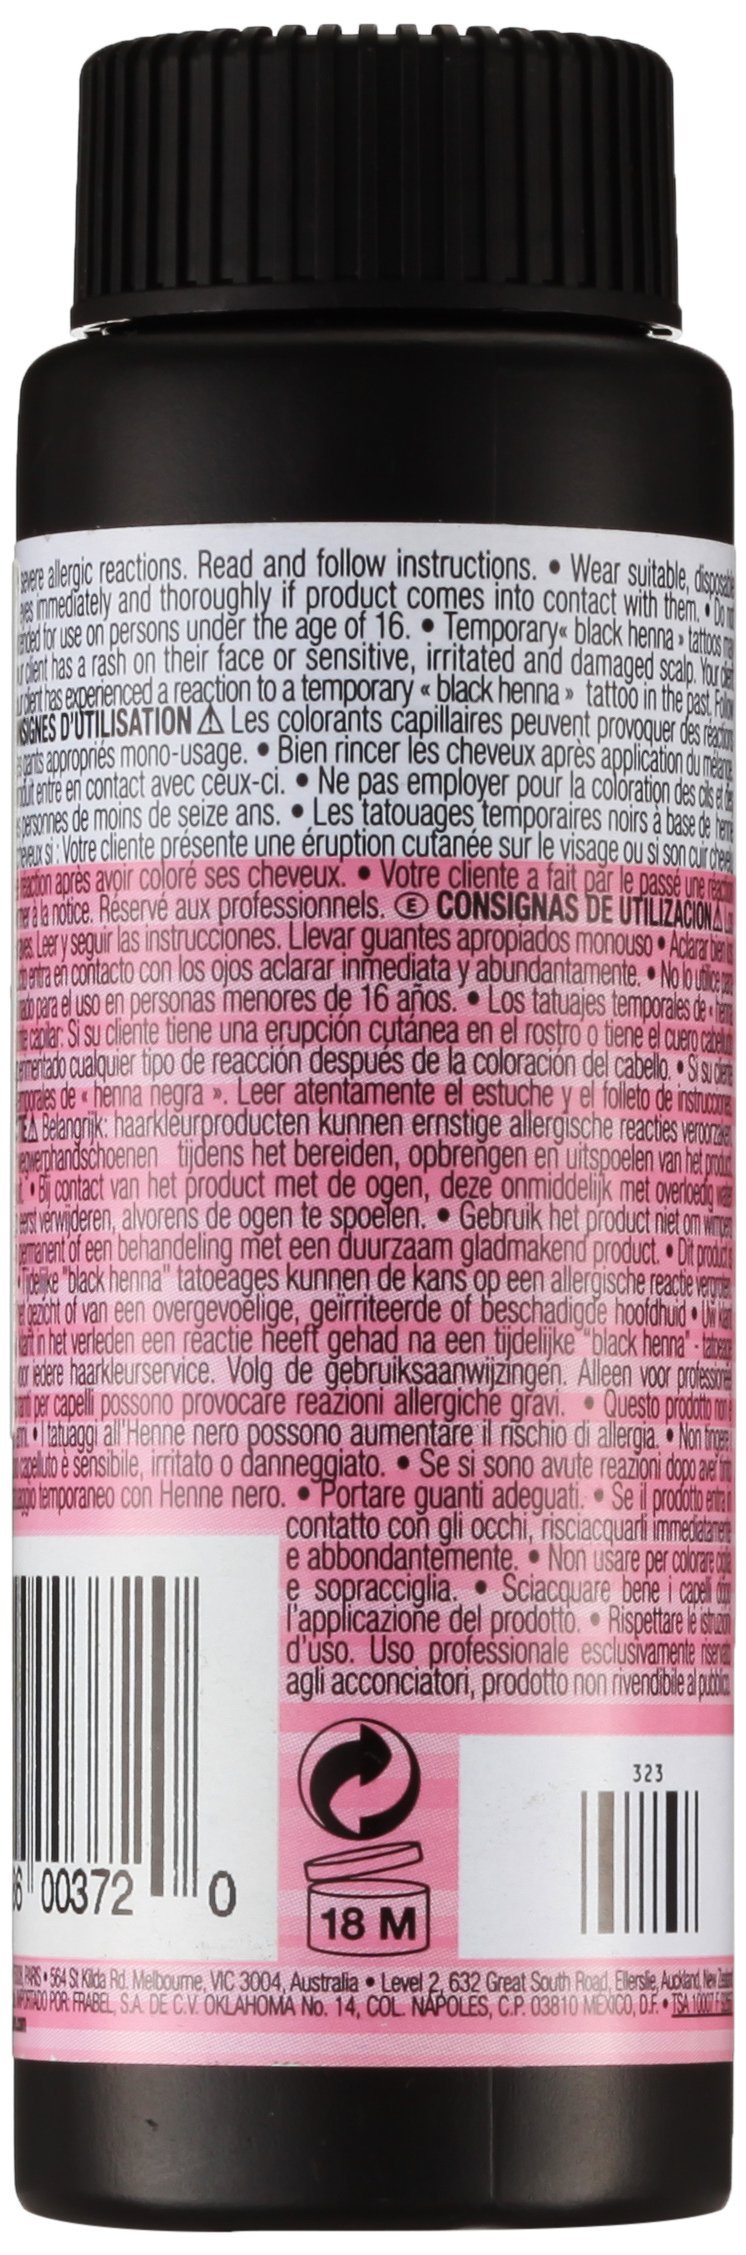 severe allergic reactions. Read and follow instructions. • Wear suitable, disposable
eyes immediately and thoroughly if product comes into contact with them. • Do not
for use on persons under the age of 16. • Temporary« black henna » tattoos may
client has a rash on their face or sensitive, irritated and damaged scalp. Your client
client has experienced a reaction to a temporary « black henna » tattoo in the past. Follow
D'UTILISATION ⚠ Les colorants capillaires peuvent provoquer des réactions
appropriés mono-usage. • Bien rincer les cheveux après application du mélange
entre en contact avec ceux-ci. • Ne pas employer pour la coloration des cils et des
personnes de moins de seize ans. • Les tatouages temporaires noirs à base de henné
cheveux si : Votre cliente présente une éruption cutanée sur le visage ou si son cuir chevelu
réaction après avoir coloré ses cheveux. • Votre cliente a fait par le passé une réaction
à la notice. Réservé aux professionnels. Ⓔ CONSIGNAS DE UTILIZACIÓN⚠
Leer y seguir las instrucciones. Llevar guantes apropiados monouso • Aclarar bien
entra en contacto con los ojos aclarar inmediata y abundantemente. • No lo utilice para
para el uso en personas menores de 16 años. • Los tatuajes temporales de « henna
capilar: Si su cliente tiene una erupción cutánea en el rostro o tiene el cuero cabelludo
cualquier tipo de reacción después de la coloración del cabello. • Si su cliente
temporales de « henna negra ». Leer atentamente el estuche y el folleto de instrucciones
⚠ Belangrijk: haarkleurproducten kunnen ernstige allergische reacties veroorzaken
tijdens het bereiden, opbrengen en uitspoelen van het product
• Bij contact van het product met de ogen, deze onmiddelijk met overloedig water
eerst verwijderen, alvorens de ogen te spoelen. • Gebruik het product niet om wimpers
permanent of een behandeling met een duurzaam gladmakend product. • Dit product
• Tijdelijke "black henna" tatoeages kunnen de kans op een allergische reactie vergroten
gezicht of van een overgevoelige, geïrriteerde of beschadigde hoofdhuid • Uw klant
klant in het verleden een reactie heeft gehad na een tijdelijke "black henna" - tatoeage
voor iedere haarkleurservice. Volg de gebruiksaanwijzingen. Alleen voor professioneel
per capelli possono provocare reazioni allergiche gravi. • Questo prodotto non
• I tatuaggi all'Henne nero possono aumentare il rischio di allergia. • Non tingere
capelluto è sensibile, irritato o danneggiato. • Se si sono avute reazioni dopo aver tinto
temporaneo con Henne nero. • Portare guanti adeguati. • Se il prodotto entra in
contatto con gli occhi, risciacquarli immediatamente
e abbondantemente. • Non usare per colorare ciglia
e sopracciglia. • Sciacquare bene i capelli dopo
l'applicazione del prodotto. • Rispettare le istruzioni
d'uso. Uso professionale esclusivamente riservato
agli acconciatori, prodotto non rivendibile al pubblico.
323
00372 0
18 M
PARIS • 564 St Kilda Rd. Melbourne, VIC 3004, Australia • Level 2, 632 Great South Road, Ellerslie, Auckland, New Zealand
IMPORTADO POR: FRABEL, S.A. DE C.V. OKLAHOMA No. 14, COL. NÁPOLES, C.P. 03810 MÉXICO, D.F. •